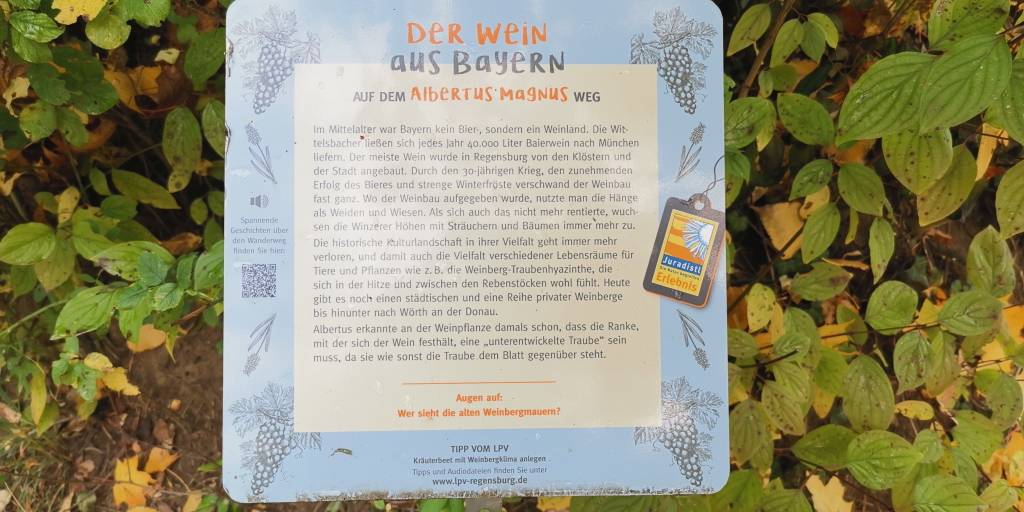 DER WEIN
aus Bayern
AUF DEM Albertus Magnus WEG
Im Mittelalter war Bayern kein Bier-, sondern ein Weinland. Die Wit-
telsbacher ließen sich jedes Jahr 40.000 Liter Baierwein nach München
liefern. Der meiste Wein wurde in Regensburg von den Klöstern und
der Stadt angebaut. Durch den 30-jährigen Krieg, den zunehmenden
Erfolg des Bieres und strenge Winterfröste verschwand der Weinbau
fast ganz. Wo der Weinbau aufgegeben wurde, nutzte man die Hänge
als Weiden und Wiesen. Als sich auch das nicht mehr rentierte, wuch-
sen die Winzerer Höhen mit Sträuchern und Bäumen immer mehr zu.
Die historische Kulturlandschaft in ihrer Vielfalt geht immer mehr
verloren, und damit auch die Vielfalt verschiedener Lebensräume für
Tiere und Pflanzen wie z. B. die Weinberg-Traubenhyazinthe, die
sich in der Hitze und zwischen den Rebenstöcken wohl fühlt. Heute
gibt es noch einen städtischen und eine Reihe privater Weinberge
bis hinunter nach Wörth an der Donau.
Albertus erkannte an der Weinpflanze damals schon, dass die Ranke,
mit der sich der Wein festhält, eine „unterentwickelte Traube“ sein
muss, da sie wie sonst die Traube dem Blatt gegenüber steht.
Augen auf:
Wer sieht die alten Weinbergmauern?
Spannende
Geschichten über
den Wanderweg
finden Sie hier:
Juradistl
Erlebnis
TIPP VOM LPV
Kräuterbeet mit Weinbergklima anlegen
Tipps und Audiodateien finden Sie unter
www.lpv-regensburg.de